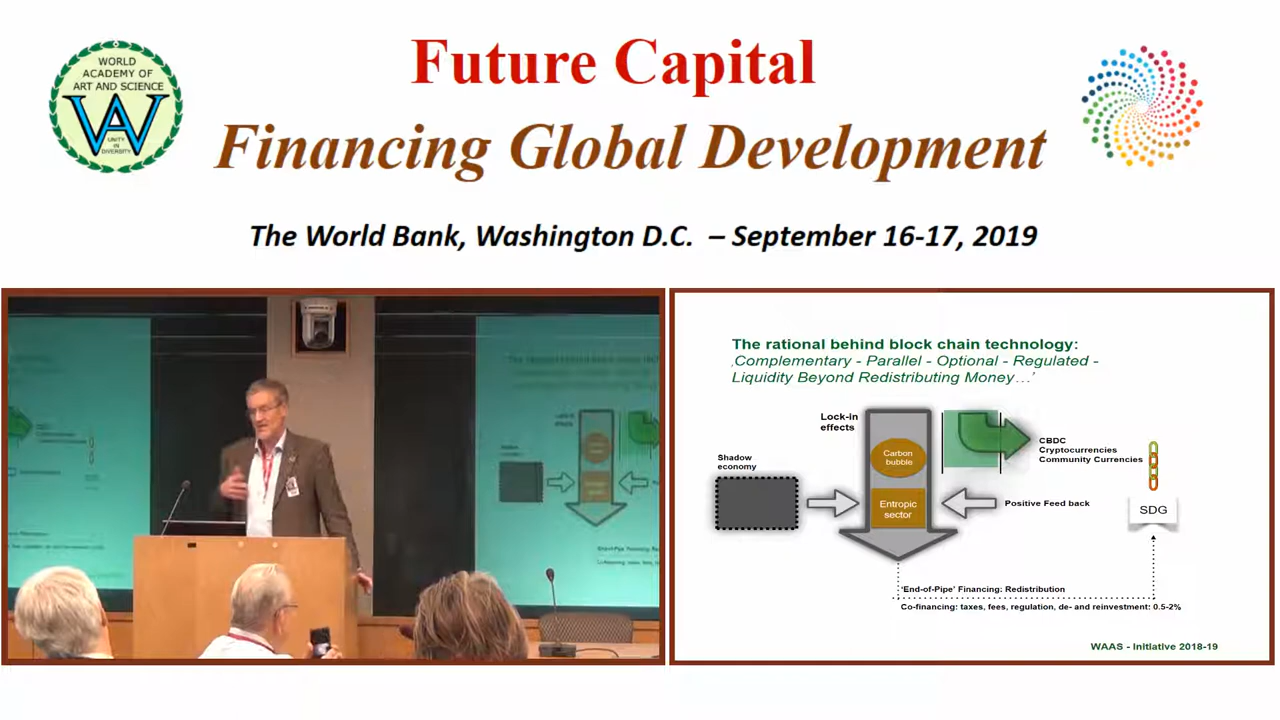 WORLD
ACADEMY OF
ART AND SCIENCE
UNITY
IN
DIVERSITY
Future Capital
Financing Global Development
The World Bank, Washington D.C. – September 16-17, 2019
The rational behind block chain technology:
‚Complementary - Parallel - Optional - Regulated -
Liquidity Beyond Redistributing Money…’
Lock-in
effects
Carbon
bubble
CBDC
Cryptocurrencies
Community Currencies
Shadow
economy
Entropic
sector
Positive Feed back
SDG
‘End-of-Pipe’ Financing: Redistribution
Co-financing: taxes, fees, regulation, de- and reinvestment: 0.5-2%
WAAS - Initiative 2018-19